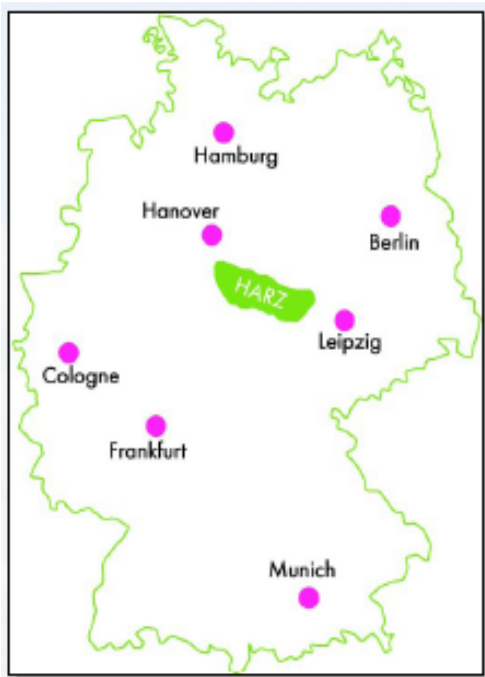 Hamburg
Hanover
Berlin
HARZ
Leipzig
Cologne
Frankfurt
Munich